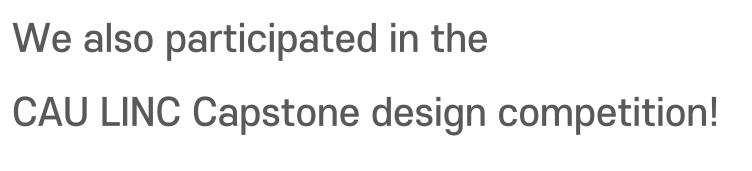 We also participated in the
CAU LINC Capstone design competition!